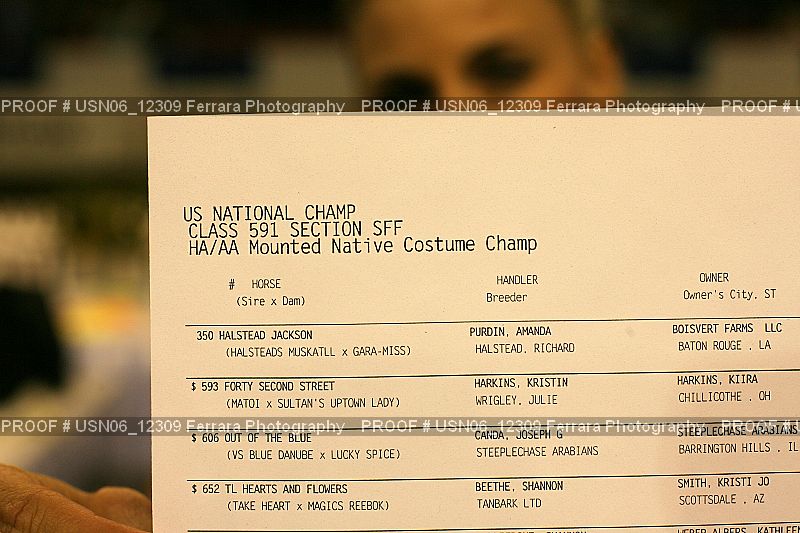 PROOF # USN06_12309 Ferrara Photography PROOF # USN06_12309 Ferrara Photography PROOF # U
US NATIONAL CHAMP
CLASS 591 SECTION SFF
HA/AA Mounted Native Costume Champ
# HORSE HANDLER OWNER
(Sire x Dam) Breeder Owner's City, ST
350 HALSTEAD JACKSON PURDIN, AMANDA BOISVERT FARMS LLC
(HALSTEADS MUSKATLL x GARA-MISS) HALSTEAD, RICHARD BATON ROUGE , LA
$ 593 FORTY SECOND STREET HARKINS, KRISTIN HARKINS, KIIRA
(MATOI x SULTAN'S UPTOWN LADY) WRIGLEY, JULIE CHILLICOTHE , OH
PROOF # USN06_12309 Ferrara Photography PROOF # USN06_12309 Ferrara Photography PROOF # US
$ 606 OUT OF THE BLUE CANDA, JOSEPH G STEEPLECHASE ARABIANS
(VS BLUE DANUBE x LUCKY SPICE) STEEPLECHASE ARABIANS BARRINGTON HILLS , IL
$ 652 TL HEARTS AND FLOWERS BEETHE, SHANNON SMITH, KRISTI JO
(TAKE HEART x MAGICS REEBOK) TANBARK LTD SCOTTSDALE , AZ